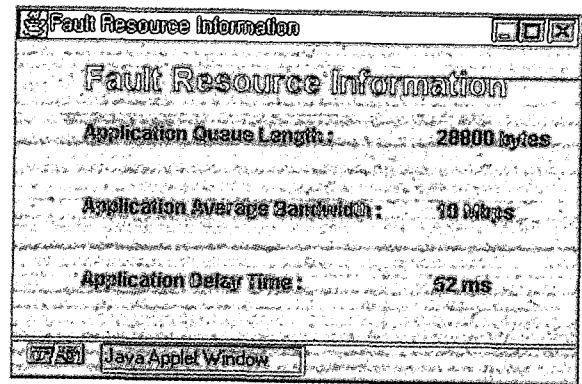 Fault Resource Information
Fault Resource Information
Application Queue Length : 28800 bytes
Application Average Bandwidth : 10 Mbps
Application Delay Time : 52 ms
Java Applet Window